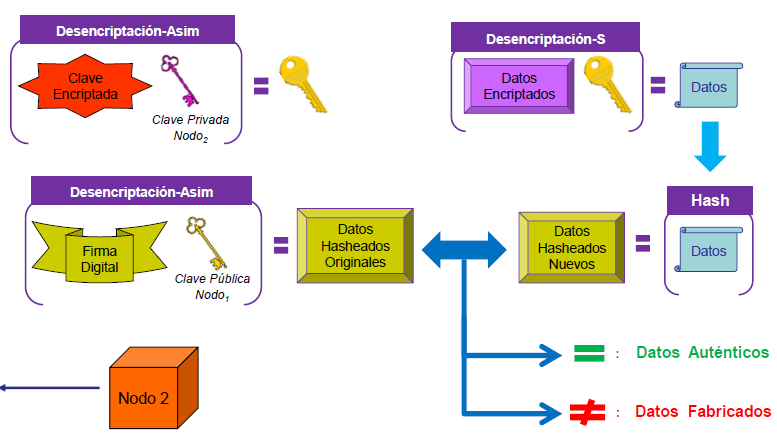 Desencriptación-Asim
Clave
Encriptada
Clave Privada
Nodo2
=
Desencriptación-S
Datos
Encriptados
=
Datos
Desencriptación-Asim
Firma
Digital
Clave Pública
Nodo1
=
Datos
Hasheados
Originales
Datos
Hasheados
Nuevos
=
Hash
Datos
= : Datos Auténticos
≠ : Datos Fabricados
Nodo 2